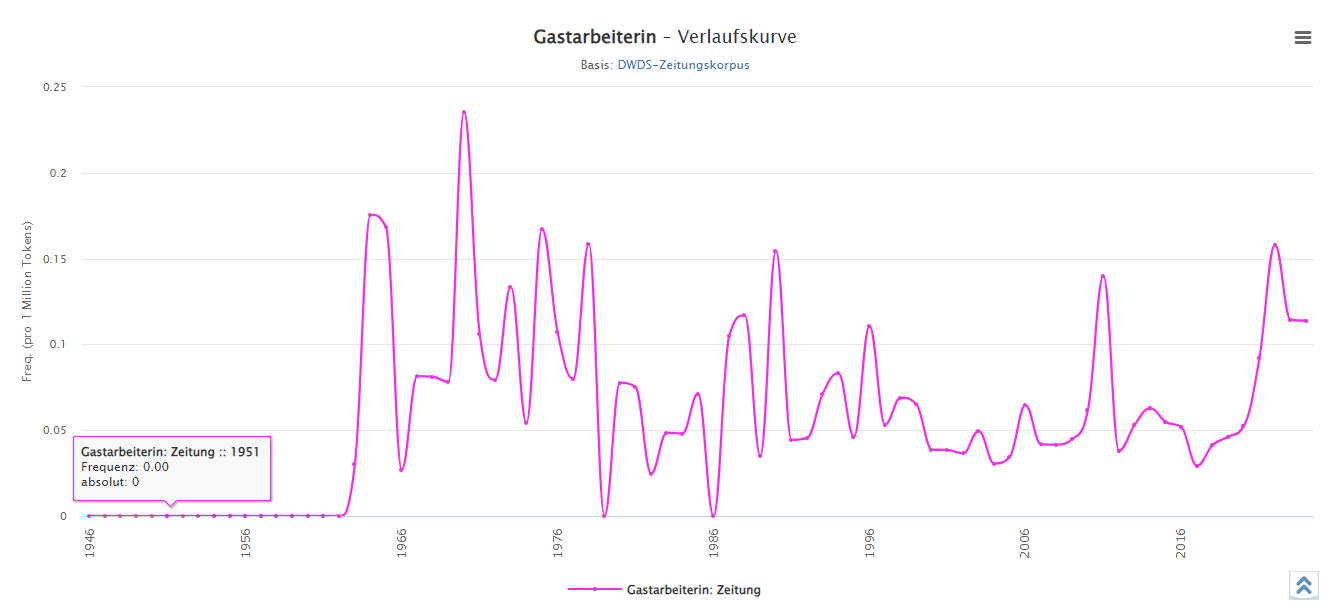 Gastarbeiterin – Verlaufskurve
Basis: DWDS-Zeitungskorpus
Freq. (pro 1 Million Tokens)
0.25
0.2
0.15
0.1
0.05
0
Gastarbeiterin: Zeitung :: 1951
Frequenz: 0.00
absolut: 0
1946
1956
1966
1976
1986
1996
2006
2016
Gastarbeiterin: Zeitung